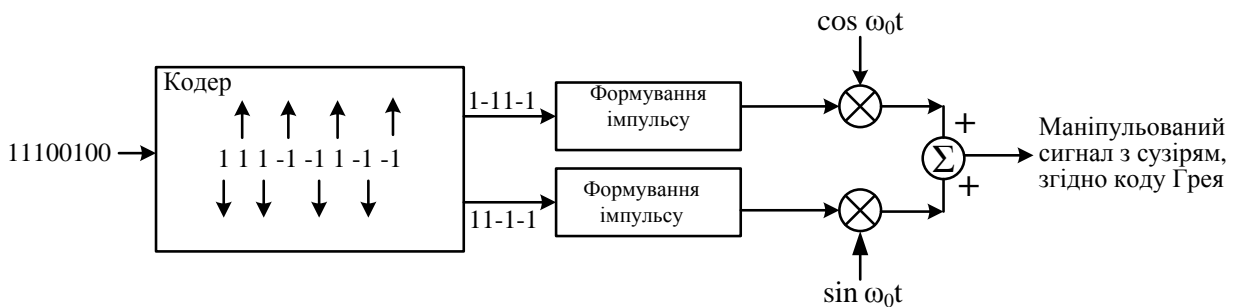 cos ω₀t
Кодер
1-11-1
Формування
імпульсу
11100100
1 1 1 -1 -1 1 -1 -1
+
Σ
+
Маніпульований
сигнал з сузірям,
згідно коду Грея
11-1-1
Формування
імпульсу
sin ω₀t